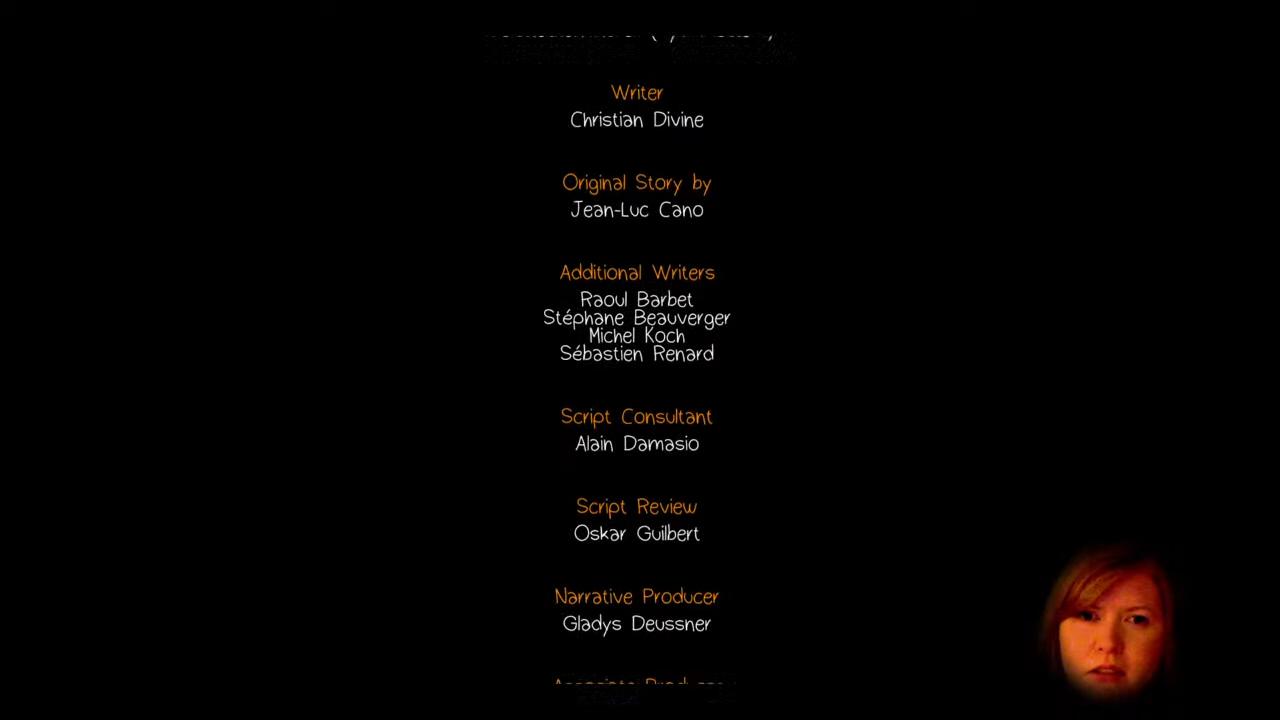 Writer
Christian Divine
Original Story by
Jean-Luc Cano
Additional Writers
Raoul Barbet
Stéphane Beauverger
Michel Koch
Sébastien Renard
Script Consultant
Alain Damasio
Script Review
Oskar Guilbert
Narrative Producer
Gladys Deussner